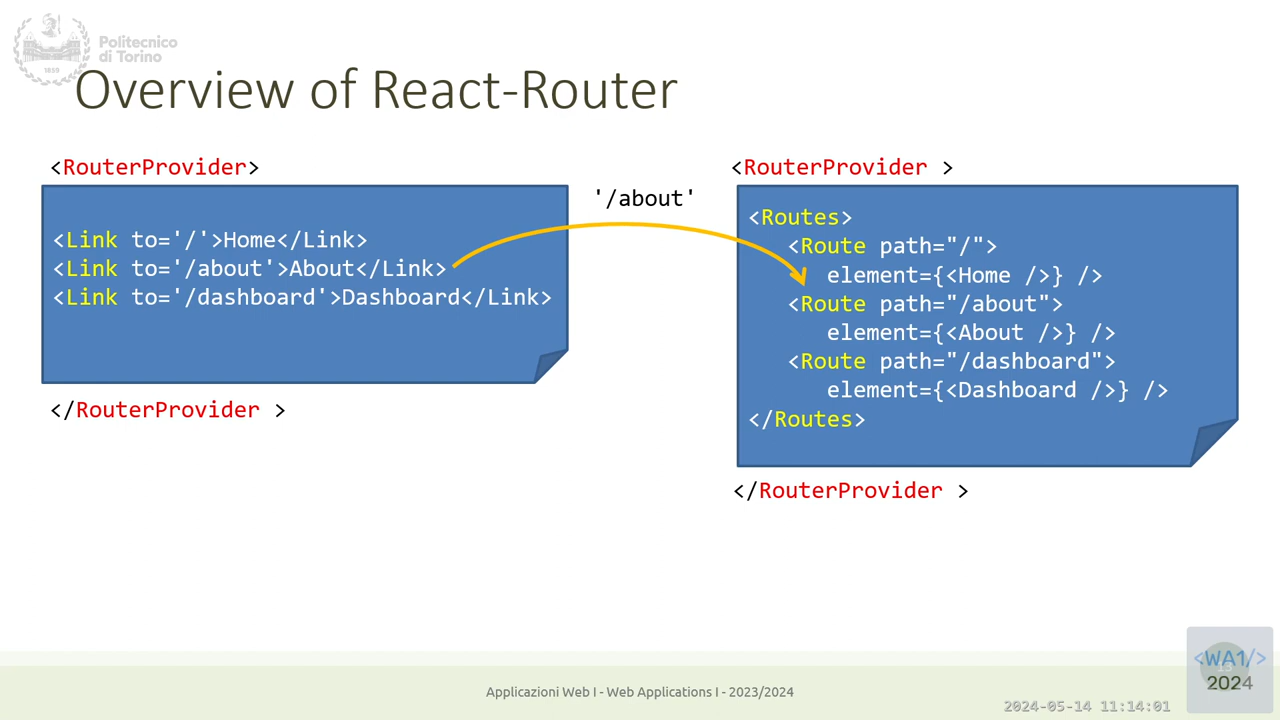 Politecnico
di Torino
1859
Overview of React-Router
<RouterProvider>
<Link to='/'>Home</Link>
<Link to='/about'>About</Link>
<Link to='/dashboard'>Dashboard</Link>
</RouterProvider >
'/about'
<RouterProvider >
<Routes>
<Route path="/">
element={<Home />} />
<Route path="/about">
element={<About />} />
<Route path="/dashboard">
element={<Dashboard />} />
</Routes>
</RouterProvider >
Applicazioni Web I - Web Applications I - 2023/2024
<WA1/>
2024
2024-05-14 11:14:01